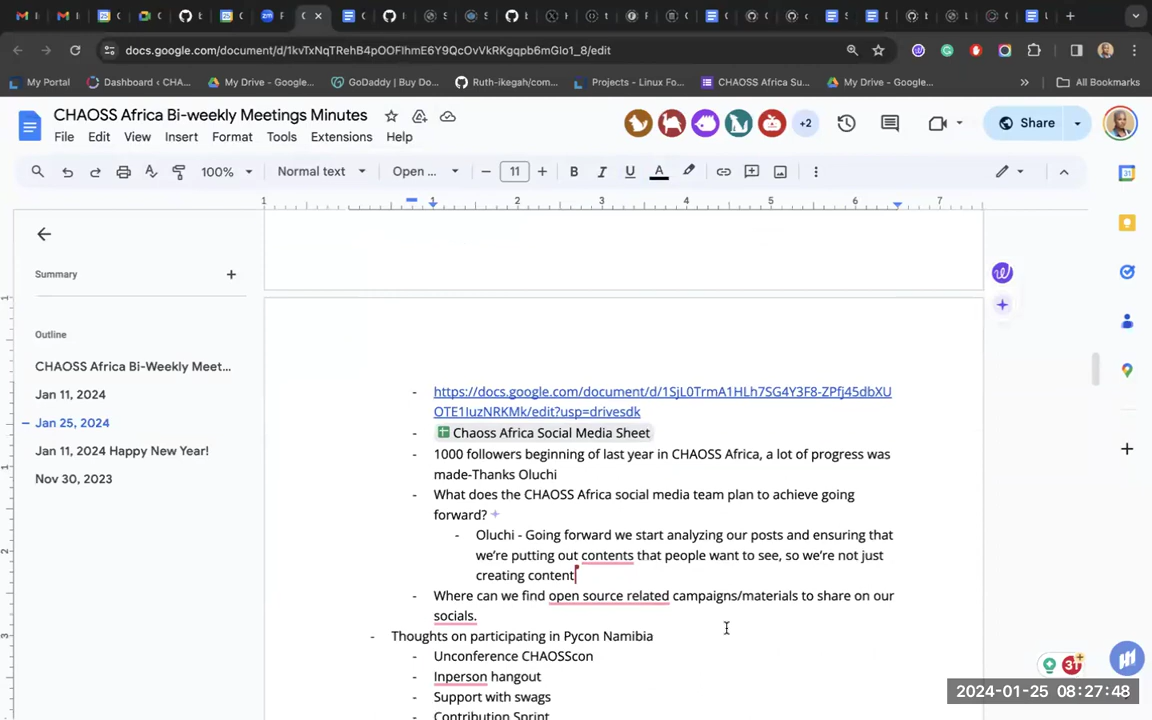 docs.google.com/document/d/1kvTxNqTRehB4pOOFlhmE6Y9QcOvVkRKgqpb6mGlo1_8/edit
My Portal
Dashboard ‹ CHA...
My Drive - Google...
GoDaddy | Buy Do...
Ruth-ikegah/com...
Projects - Linux Fo...
CHAOSS Africa Su...
My Drive - Google...
»
All Bookmarks
CHAOSS Africa Bi-weekly Meetings Minutes
File Edit View Insert Format Tools Extensions Help
+2
Share
100%
Normal text
Open ...
11
B I U A
1 1 2 3 4 5 6 7
Summary
Outline
CHAOSS Africa Bi-Weekly Meet...
Jan 11, 2024
Jan 25, 2024
Jan 11, 2024 Happy New Year!
Nov 30, 2023
- https://docs.google.com/document/d/1SjL0TrmA1HLh7SG4Y3F8-ZPfj45dbXU
OTE1IuzNRKMk/edit?usp=drivesdk
- Chaoss Africa Social Media Sheet
- 1000 followers beginning of last year in CHAOSS Africa, a lot of progress was
made-Thanks Oluchi
- What does the CHAOSS Africa social media team plan to achieve going
forward?
- Oluchi - Going forward we start analyzing our posts and ensuring that
we're putting out contents that people want to see, so we're not just
creating content
- Where can we find open source related campaigns/materials to share on our
socials.
- Thoughts on participating in Pycon Namibia
- Unconference CHAOSScon
- Inperson hangout
- Support with swags
- Contribution Sprint
31
2024-01-25 08:27:48